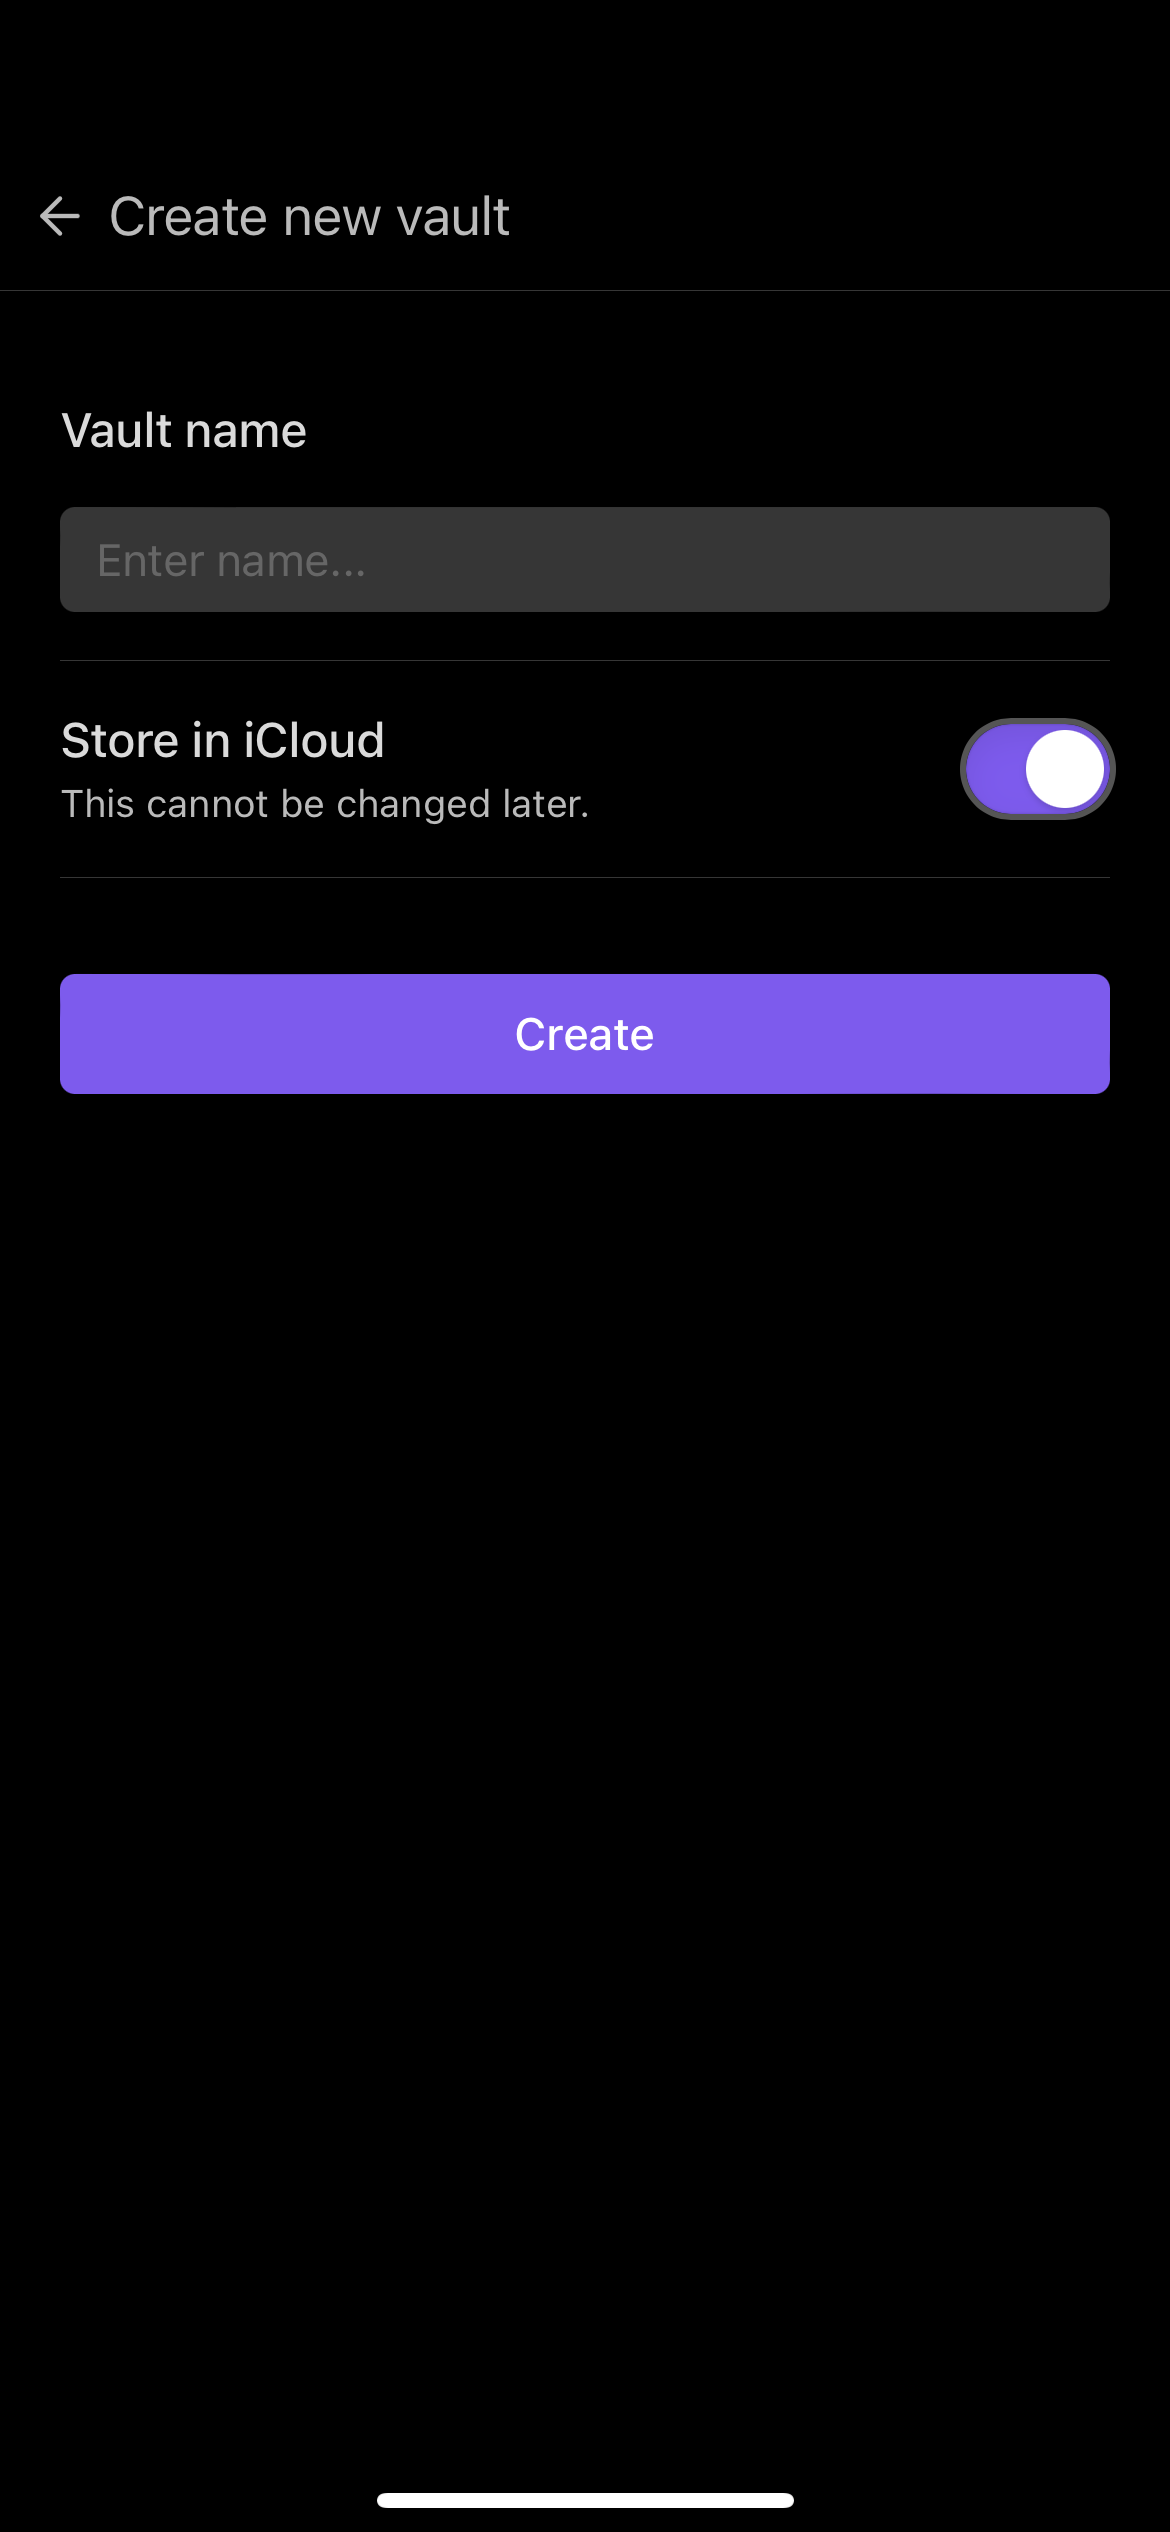 Create new vault
Vault name
Enter name...
Store in iCloud
This cannot be changed later.
Create